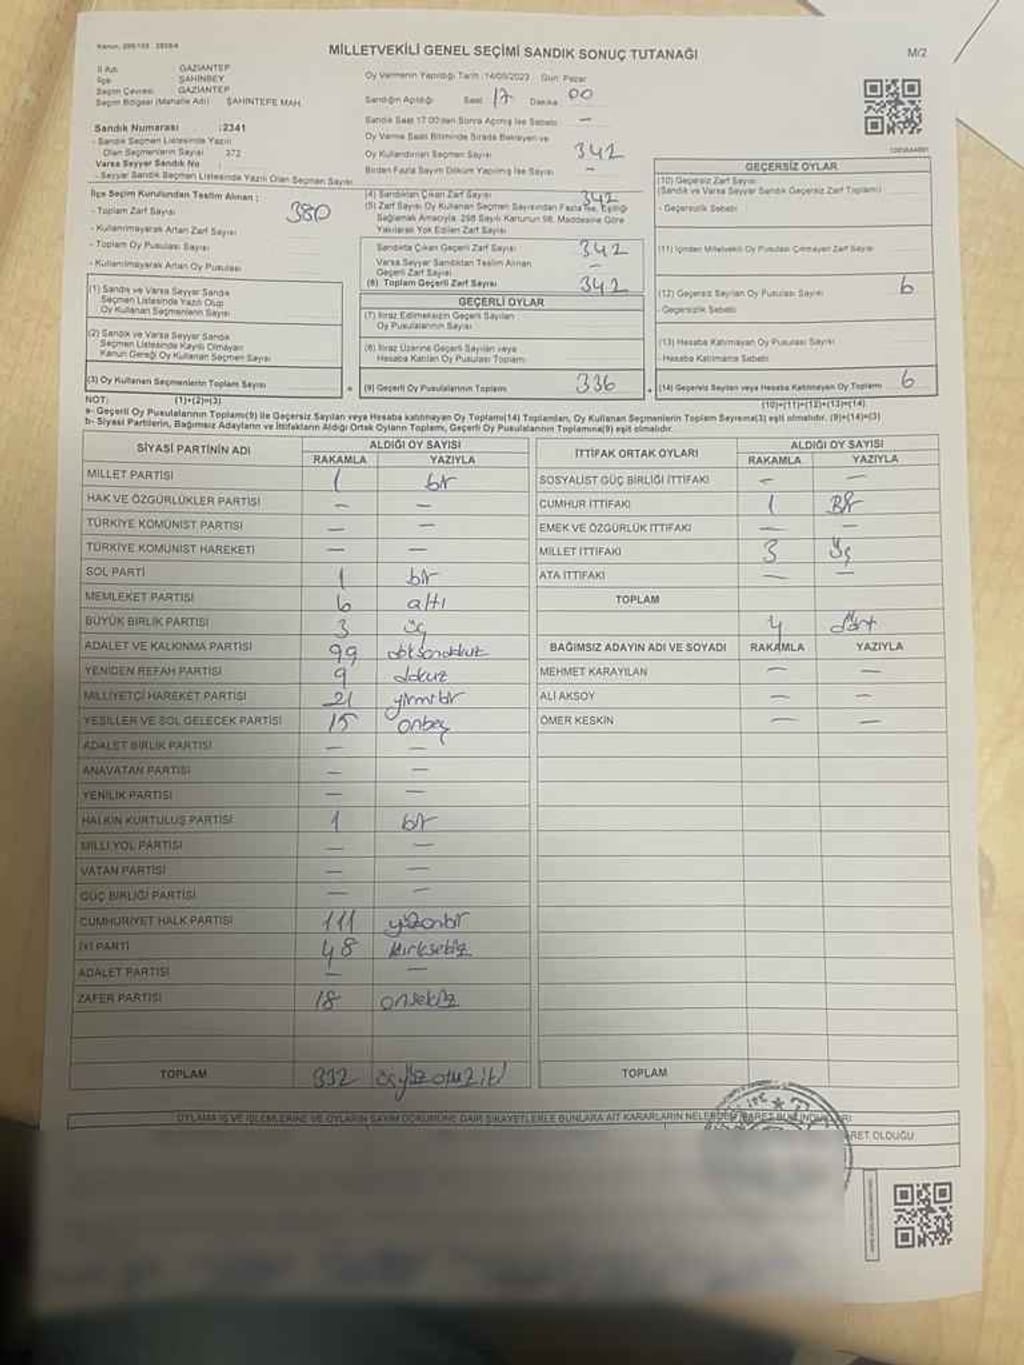 MİLLETVEKİLİ GENEL SEÇİMİ SANDIK SONUÇ TUTANAĞI
M/2
İl Adı : GAZİANTEP
İlçe : ŞAHİNBEY
Seçim Çevresi : GAZİANTEP
Seçim Bölgesi (Mahalle Adı) : ŞAHİNTEPE MAH.
Sandık Numarası : 2341
- Sandık Seçmen Listesinde Yazılı
Olan Seçmenlerin Sayısı : 372
Varsa Seyyar Sandık No :
- Seyyar Sandık Seçmen Listesinde Yazılı Olan Seçmen Sayısı
Oy Vermenin Yapıldığı Tarih :14/05/2023 Gün: Pazar
Sandığın Açıldığı Saat 17 Dakika 00
Sandık Saat 17.00'den Sonra Açılmış İse Sebebi —
Oy Verme Saati Bitiminde Sırada Bekleyen ve
Oy Kullandırılan Seçmen Sayısı 342
Birden Fazla Sayım Döküm Yapılmış İse Sayısı —
İlçe Seçim Kurulundan Teslim Alınan :
- Toplam Zarf Sayısı 380
- Kullanılmayarak Artan Zarf Sayısı
- Toplam Oy Pusulası Sayısı
- Kullanılmayarak Artan Oy Pusulası
(1) Sandık ve Varsa Seyyar Sandık
Seçmen Listesinde Yazılı Olup
Oy Kullanan Seçmenlerin Sayısı
(2) Sandık ve Varsa Seyyar Sandık
Seçmen Listesinde Kayıtlı Olmayan
Kanun Gereği Oy Kullanan Seçmen Sayısı
(3) Oy Kullanan Seçmenlerin Toplam Sayısı
(1)+(2)=(3)
(4) Sandıktan Çıkan Zarf Sayısı 342
(5) Zarf Sayısı Oy Kullanan Seçmen Sayısından Fazla İse, Eşitliği
Sağlamak Amacıyla, 298 Sayılı Kanunun 98. Maddesine Göre
Yakılarak Yok Edilen Zarf Sayısı
Sandıkta Çıkan Geçerli Zarf Sayısı 342
Varsa Seyyar Sandıktan Teslim Alınan
Geçerli Zarf Sayısı —
(6) Toplam Geçerli Zarf Sayısı 342
GEÇERLİ OYLAR
(7) İtiraz Edilmeksizin Geçerli Sayılan
Oy Pusulalarının Sayısı
(8) İtiraz Üzerine Geçerli Sayılan veya
Hesaba Katılan Oy Pusulası Toplamı
(9) Geçerli Oy Pusulalarının Toplamı 336
GEÇERSİZ OYLAR
(10) Geçersiz Zarf Sayısı
(Sandık ve Varsa Seyyar Sandık Geçersiz Zarf Toplamı)
- Geçersizlik Sebebi
(11) İçinden Milletvekili Oy Pusulası Çıkmayan Zarf Sayısı
(12) Geçersiz Sayılan Oy Pusulası Sayısı 6
- Geçersizlik Sebebi
(13) Hesaba Katılmayan Oy Pusulası Sayısı
- Hesaba Katılmama Sebebi
(14) Geçersiz Sayılan veya Hesaba Katılmayan Oy Toplamı 6
(10)+(11)+(12)+(13)=(14)
NOT:
a- Geçerli Oy Pusulalarının Toplamı(9) ile Geçersiz Sayılan veya Hesaba katılmayan Oy Toplamı(14) Toplamları, Oy Kullanan Seçmenlerin Toplam Sayısına(3) eşit olmalıdır. (9)+(14)=(3)
b- Siyasi Partilerin, Bağımsız Adayların ve İttifakların Aldığı Ortak Oyların Toplamı, Geçerli Oy Pusulalarının Toplamına(9) eşit olmalıdır.
SİYASİ PARTİNİN ADI ALDIĞI OY SAYISI
RAKAMLA YAZIYLA
MİLLET PARTİSİ 1 bir
HAK VE ÖZGÜRLÜKLER PARTİSİ — —
TÜRKİYE KOMÜNİST PARTİSİ — —
TÜRKİYE KOMÜNİST HAREKETİ — —
SOL PARTİ 1 bir
MEMLEKET PARTİSİ 6 altı
BÜYÜK BİRLİK PARTİSİ 3 üç
ADALET VE KALKINMA PARTİSİ 99 doksandokuz
YENİDEN REFAH PARTİSİ 9 dokuz
MİLLİYETÇİ HAREKET PARTİSİ 21 yirmibir
YEŞİLLER VE SOL GELECEK PARTİSİ 15 onbeş
ADALET BİRLİK PARTİSİ — —
ANAVATAN PARTİSİ — —
YENİLİK PARTİSİ — —
HALKIN KURTULUŞ PARTİSİ 1 bir
MİLLİ YOL PARTİSİ — —
VATAN PARTİSİ — —
GÜÇ BİRLİĞİ PARTİSİ — —
CUMHURİYET HALK PARTİSİ 111 yüzonbir
İYİ PARTİ 48 kırksekiz
ADALET PARTİSİ — —
ZAFER PARTİSİ 18 onsekiz
TOPLAM 332 üçyüzotuziki
İTTİFAK ORTAK OYLARI ALDIĞI OY SAYISI
RAKAMLA YAZIYLA
SOSYALİST GÜÇ BİRLİĞİ İTTİFAKI — —
CUMHUR İTTİFAKI 1 Bir
EMEK VE ÖZGÜRLÜK İTTİFAKI — —
MİLLET İTTİFAKI 3 Üç
ATA İTTİFAKI — —
TOPLAM 4 dört
BAĞIMSIZ ADAYIN ADI VE SOYADI RAKAMLA YAZIYLA
MEHMET KARAYILAN — —
ALİ AKSOY — —
ÖMER KESKİN — —
TOPLAM
OYLAMA İŞ VE İŞLEMLERİNE VE OYLARIN SAYIM DÖKÜMÜNE DAİR ŞİKAYETLERLE BUNLARA AİT KARARLARIN NELERDEN İBARET
RET OLDUĞU